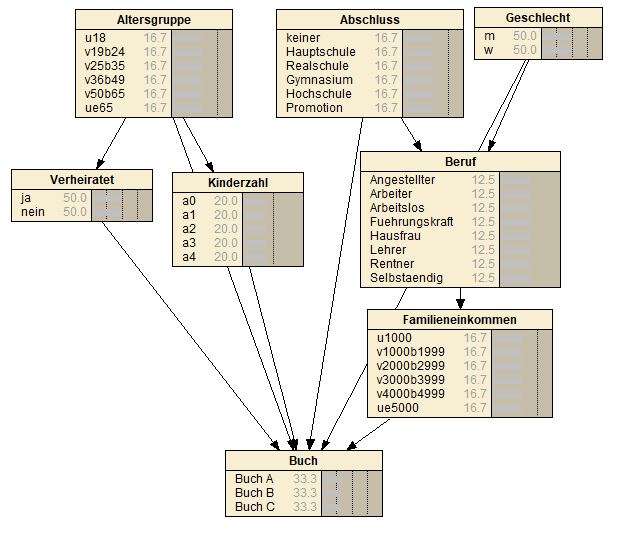 Altersgruppe
u18 16.7
v19b24 16.7
v25b35 16.7
v36b49 16.7
v50b65 16.7
ue65 16.7
Abschluss
keiner 16.7
Hauptschule 16.7
Realschule 16.7
Gymnasium 16.7
Hochschule 16.7
Promotion 16.7
Geschlecht
m 50.0
w 50.0
Verheiratet
ja 50.0
nein 50.0
Kinderzahl
a0 20.0
a1 20.0
a2 20.0
a3 20.0
a4 20.0
Beruf
Angestellter 12.5
Arbeiter 12.5
Arbeitslos 12.5
Fuehrungskraft 12.5
Hausfrau 12.5
Lehrer 12.5
Rentner 12.5
Selbstaendig 12.5
Familieneinkommen
u1000 16.7
v1000b1999 16.7
v2000b2999 16.7
v3000b3999 16.7
v4000b4999 16.7
ue5000 16.7
Buch
Buch A 33.3
Buch B 33.3
Buch C 33.3